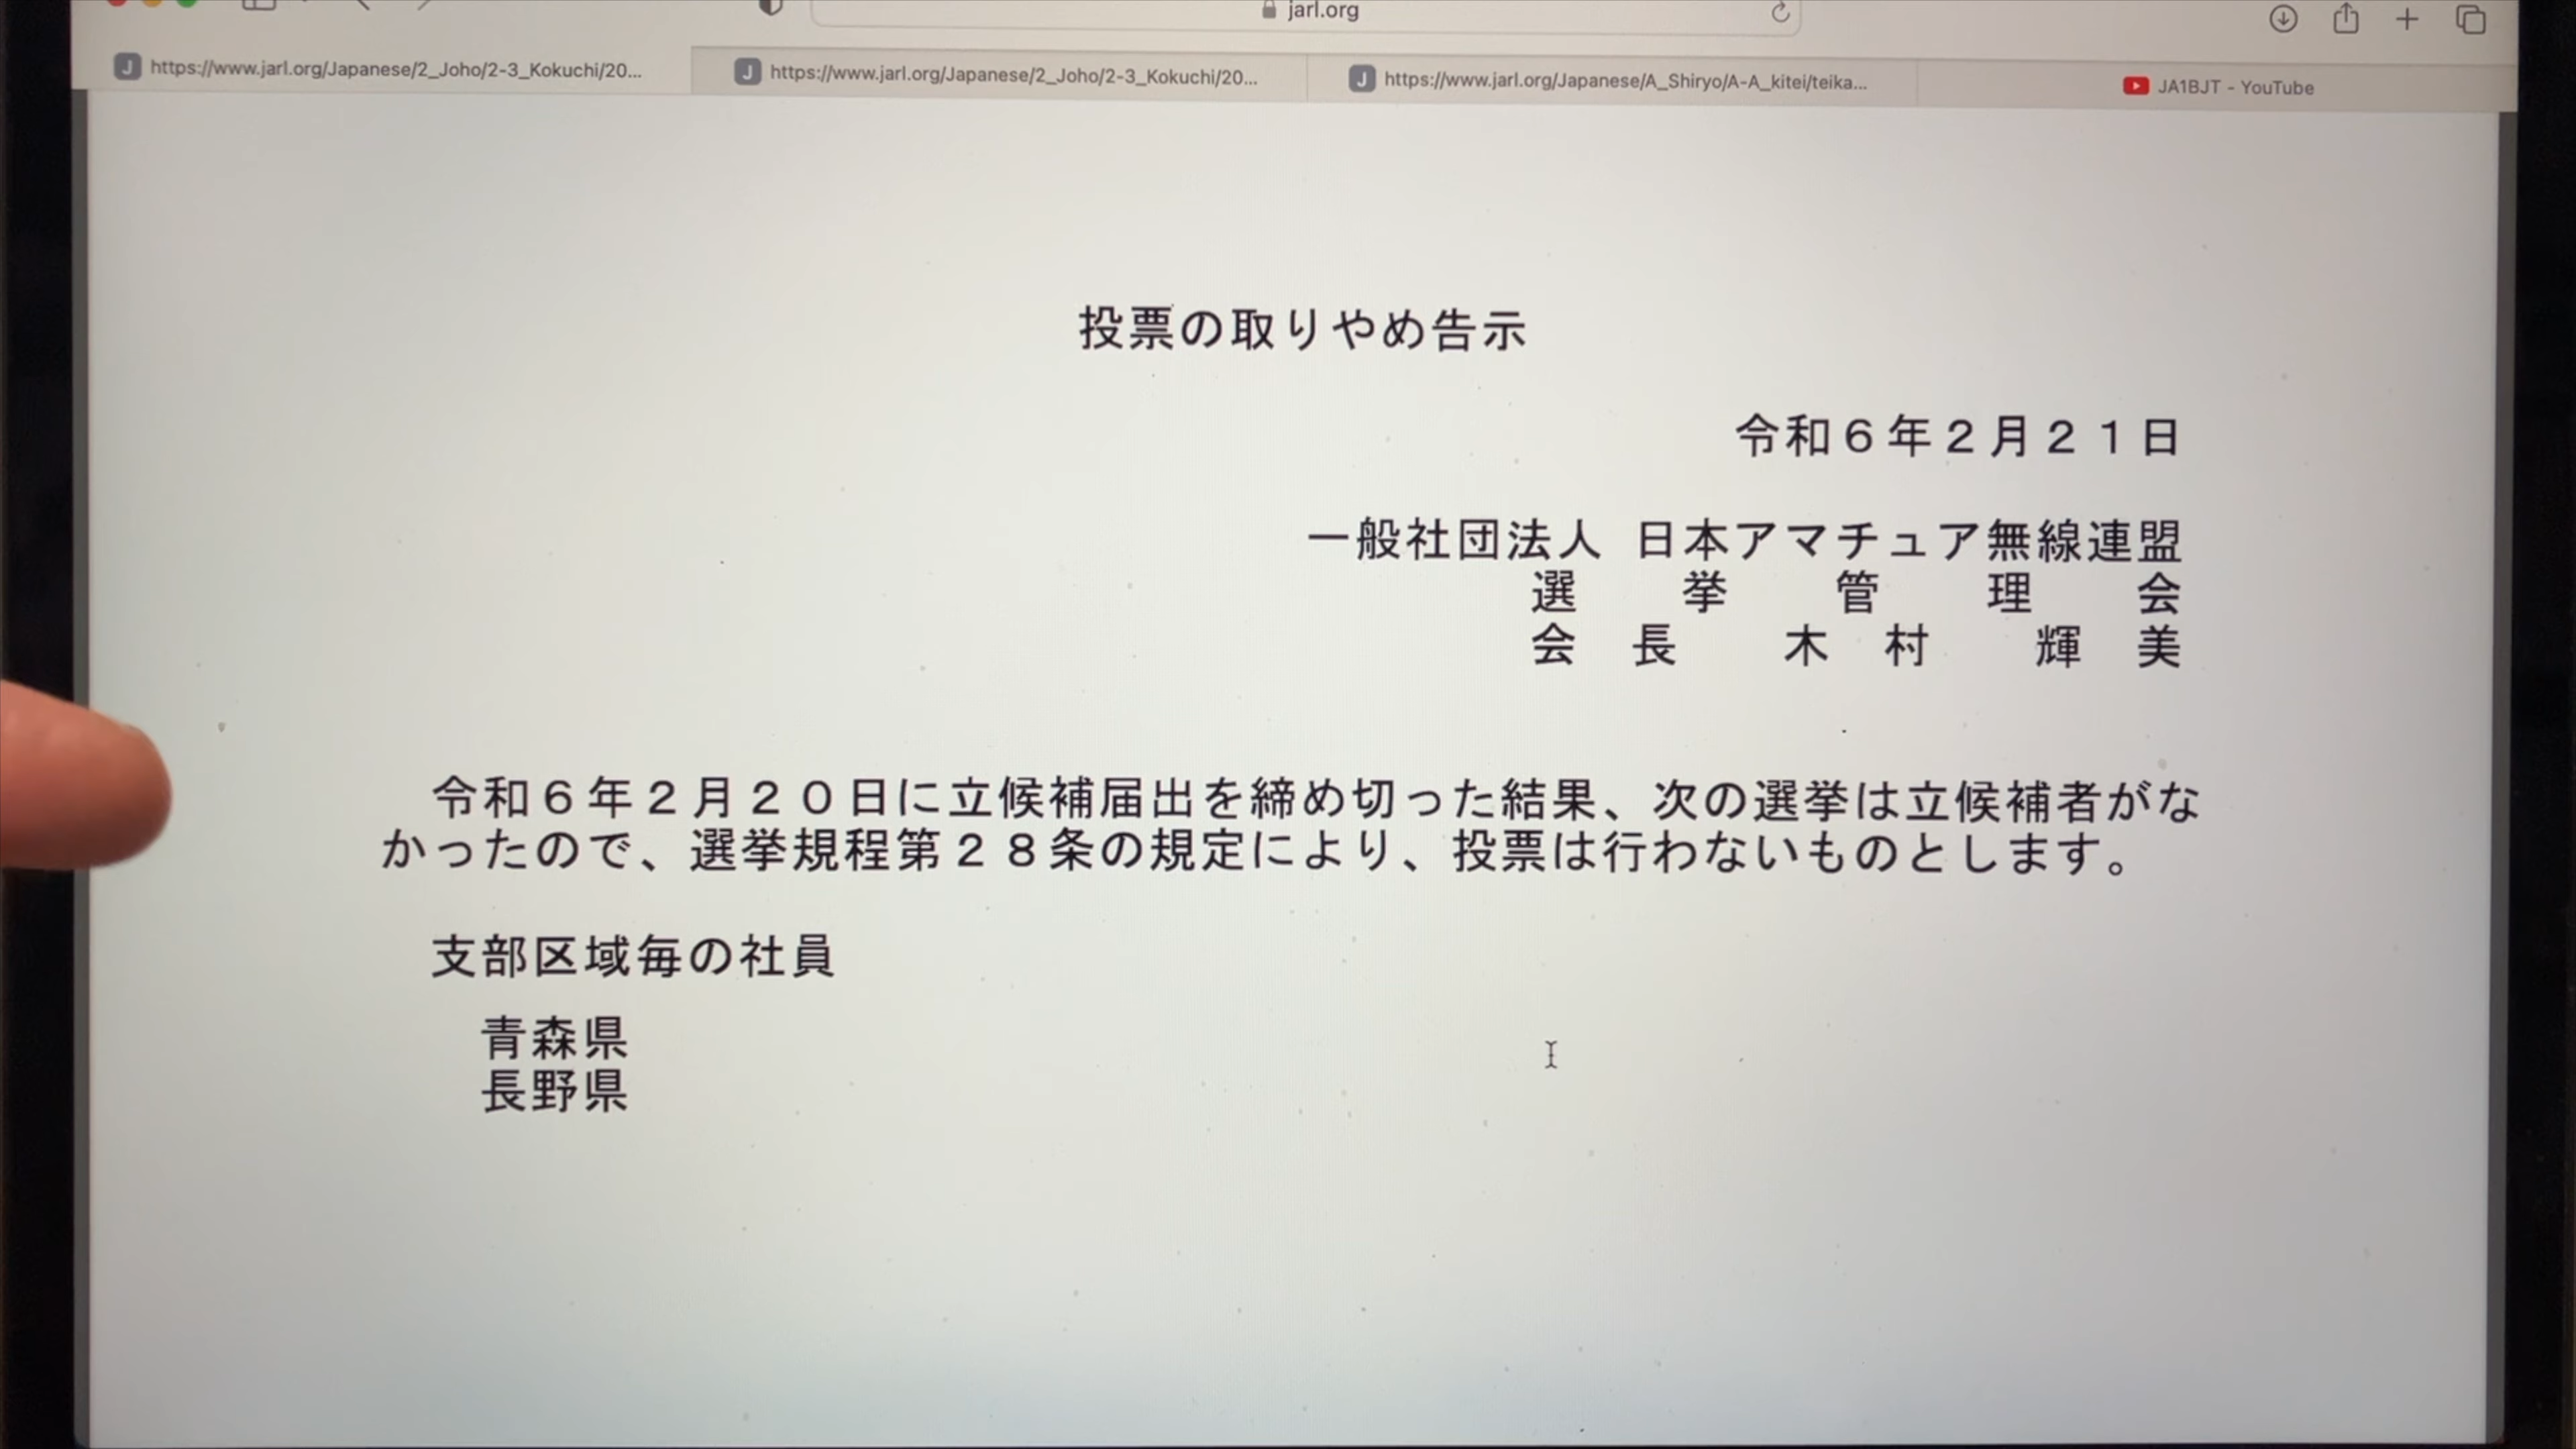 jarl.org
https://www.jarl.org/Japanese/2_Joho/2-3_Kokuchi/20...
https://www.jarl.org/Japanese/2_Joho/2-3_Kokuchi/20...
https://www.jarl.org/Japanese/A_Shiryo/A-A_kitei/teika...
JA1BJT - YouTube
投票の取りやめ告示
令和６年２月２１日
一般社団法人 日本アマチュア無線連盟
選挙管理会
会長 木村 輝美
令和６年２月２０日に立候補届出を締め切った結果、次の選挙は立候補者がな
かったので、選挙規程第２８条の規定により、投票は行わないものとします。
支部区域毎の社員
青森県
長野県